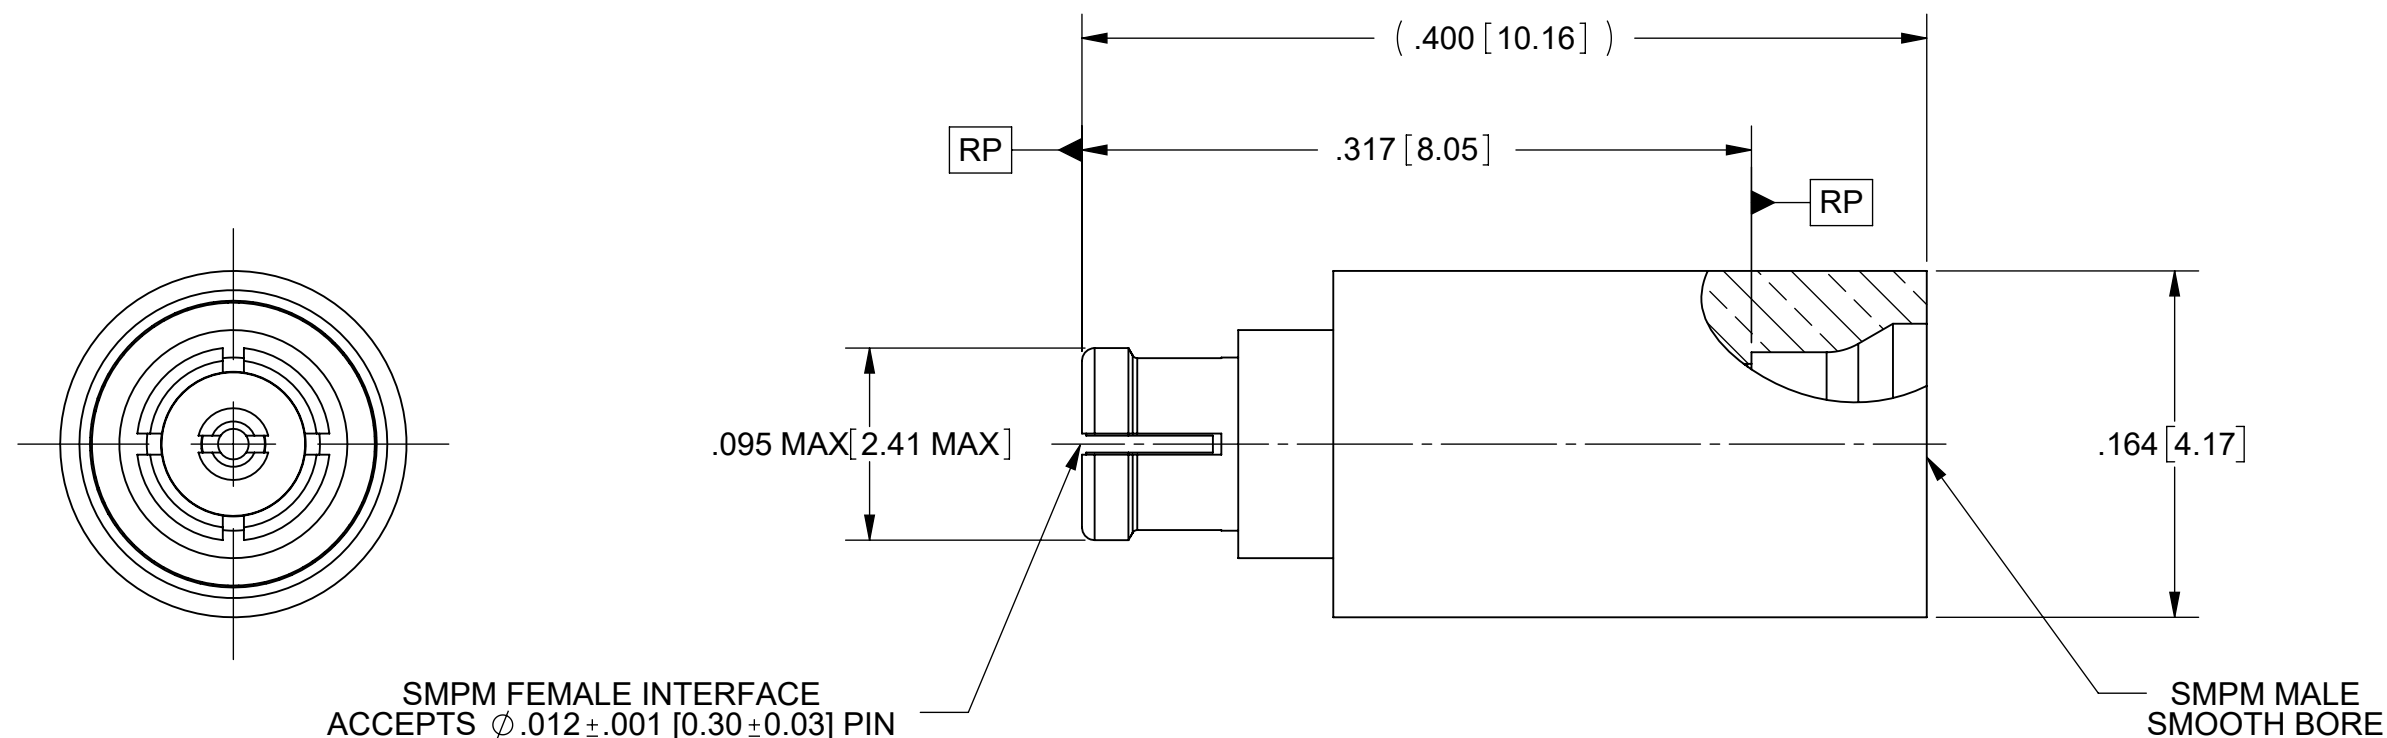 ( .400 [10.16] )
RP
.317 [8.05]
RP
.095 MAX [2.41 MAX]
.164 [4.17]
SMPM FEMALE INTERFACE
ACCEPTS ∅ .012 ± .001 [0.30 ± 0.03] PIN
SMPM MALE
SMOOTH BORE